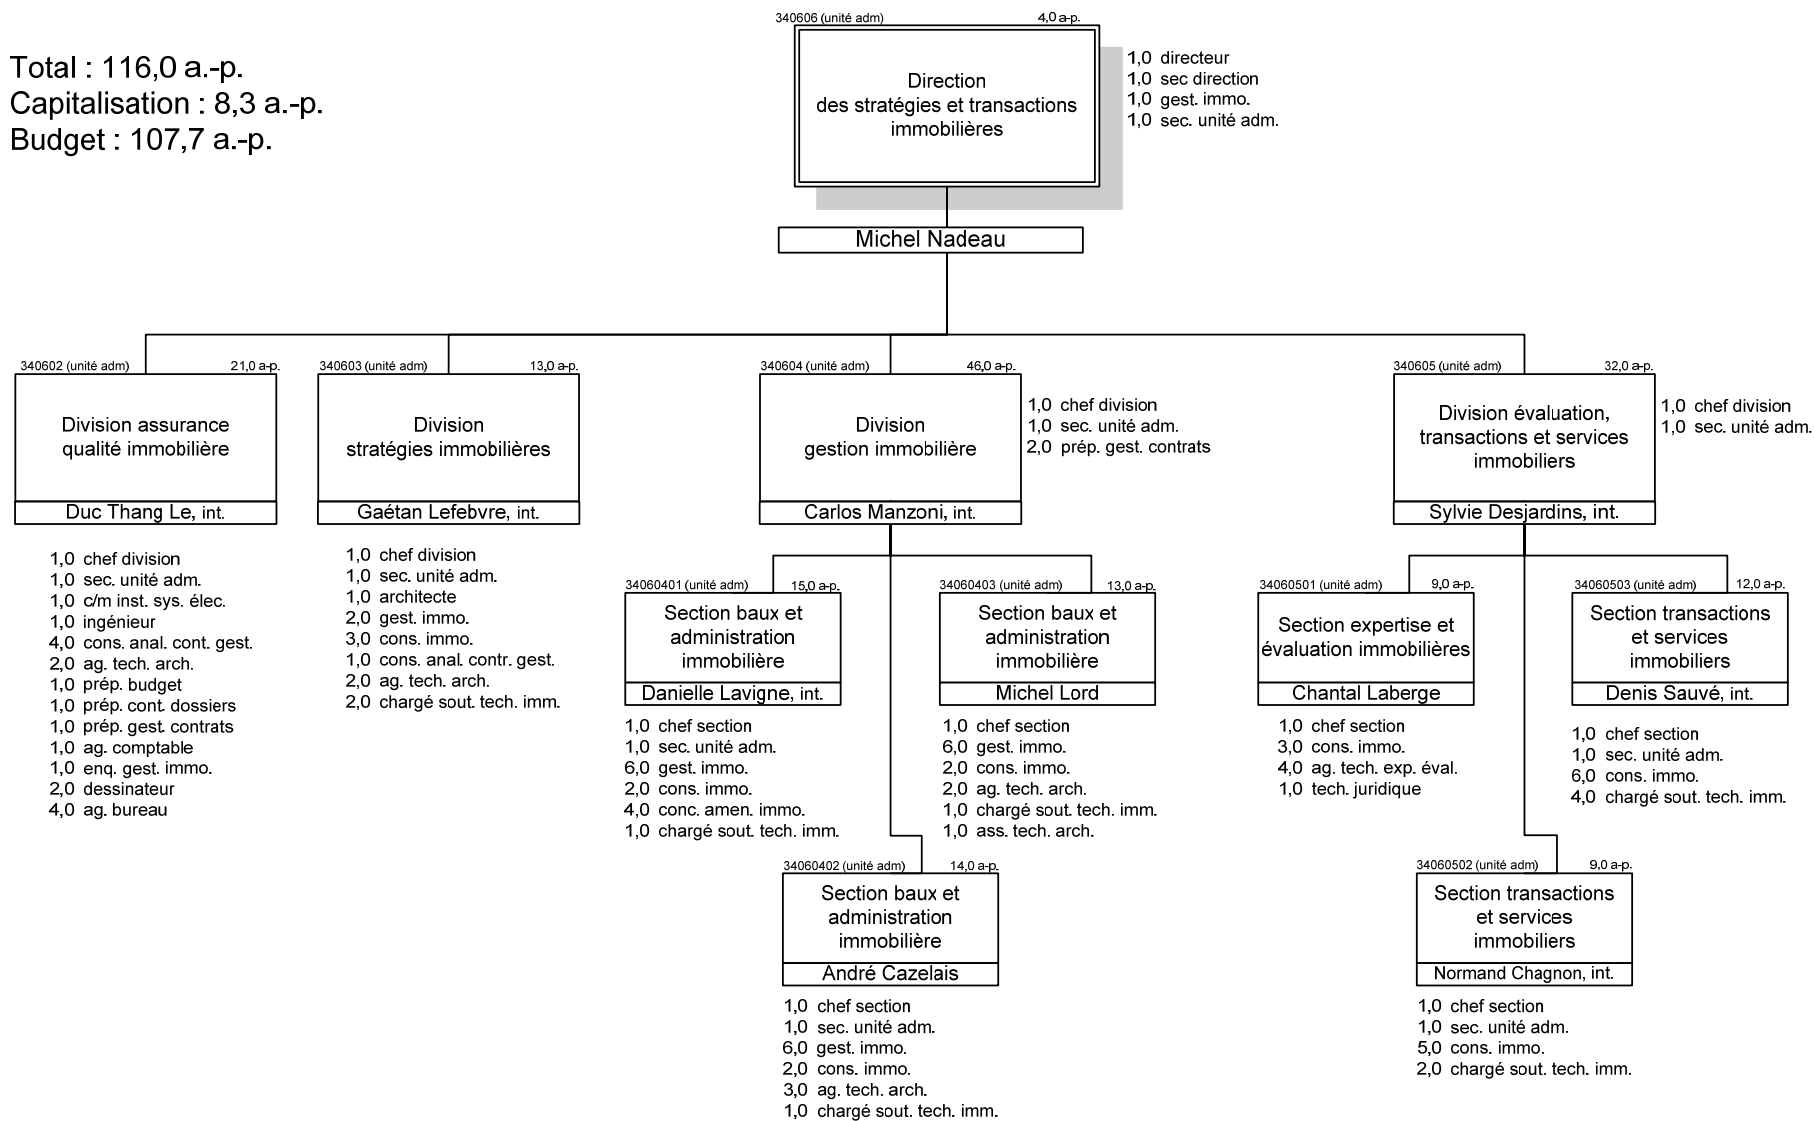 Total : 116,0 a.-p.
Capitalisation : 8,3 a.-p.
Budget : 107,7 a.-p.
340606 (unité adm)
4,0 a-p.
Direction
des stratégies et transactions
immobilières
1,0 directeur
1,0 sec direction
1,0 gest. immo.
1,0 sec. unité adm.
Michel Nadeau
340602 (unité adm)
21,0 a-p.
Division assurance
qualité immobilière
Duc Thang Le, int.
1,0 chef division
1,0 sec. unité adm.
1,0 c/m inst. sys. élec.
1,0 ingénieur
4,0 cons. anal. cont. gest.
2,0 ag. tech. arch.
1,0 prép. budget
1,0 prép. cont. dossiers
1,0 prép. gest. contrats
1,0 ag. comptable
1,0 enq. gest. immo.
2,0 dessinateur
4,0 ag. bureau
340603 (unité adm)
13,0 a-p.
Division
stratégies immobilières
Gaétan Lefebvre, int.
1,0 chef division
1,0 sec. unité adm.
1,0 architecte
2,0 gest. immo.
3,0 cons. immo.
1,0 cons. anal. contr. gest.
2,0 ag. tech. arch.
2,0 chargé sout. tech. imm.
340604 (unité adm)
46,0 a-p.
Division
gestion immobilière
Carlos Manzoni, int.
1,0 chef division
1,0 sec. unité adm.
2,0 prép. gest. contrats
34060401 (unité adm)
15,0 a-p.
Section baux et
administration
immobilière
Danielle Lavigne, int.
1,0 chef section
1,0 sec. unité adm.
6,0 gest. immo.
2,0 cons. immo.
4,0 conc. amen. immo.
1,0 chargé sout. tech. imm.
34060403 (unité adm)
13,0 a-p.
Section baux et
administration
immobilière
Michel Lord
1,0 chef section
6,0 gest. immo.
2,0 cons. immo.
2,0 ag. tech. arch.
1,0 chargé sout. tech. imm.
1,0 ass. tech. arch.
34060402 (unité adm)
14,0 a-p.
Section baux et
administration
immobilière
André Cazelais
1,0 chef section
1,0 sec. unité adm.
6,0 gest. immo.
2,0 cons. immo.
3,0 ag. tech. arch.
1,0 chargé sout. tech. imm.
340605 (unité adm)
32,0 a-p.
Division évaluation,
transactions et services
immobiliers
Sylvie Desjardins, int.
1,0 chef division
1,0 sec. unité adm.
34060501 (unité adm)
9,0 a-p.
Section expertise et
évaluation immobilières
Chantal Laberge
1,0 chef section
3,0 cons. immo.
4,0 ag. tech. exp. éval.
1,0 tech. juridique
34060503 (unité adm)
12,0 a-p.
Section transactions
et services
immobiliers
Denis Sauvé, int.
1,0 chef section
1,0 sec. unité adm.
6,0 cons. immo.
4,0 chargé sout. tech. imm.
34060502 (unité adm)
9,0 a-p.
Section transactions
et services
immobiliers
Normand Chagnon, int.
1,0 chef section
1,0 sec. unité adm.
5,0 cons. immo.
2,0 chargé sout. tech. imm.